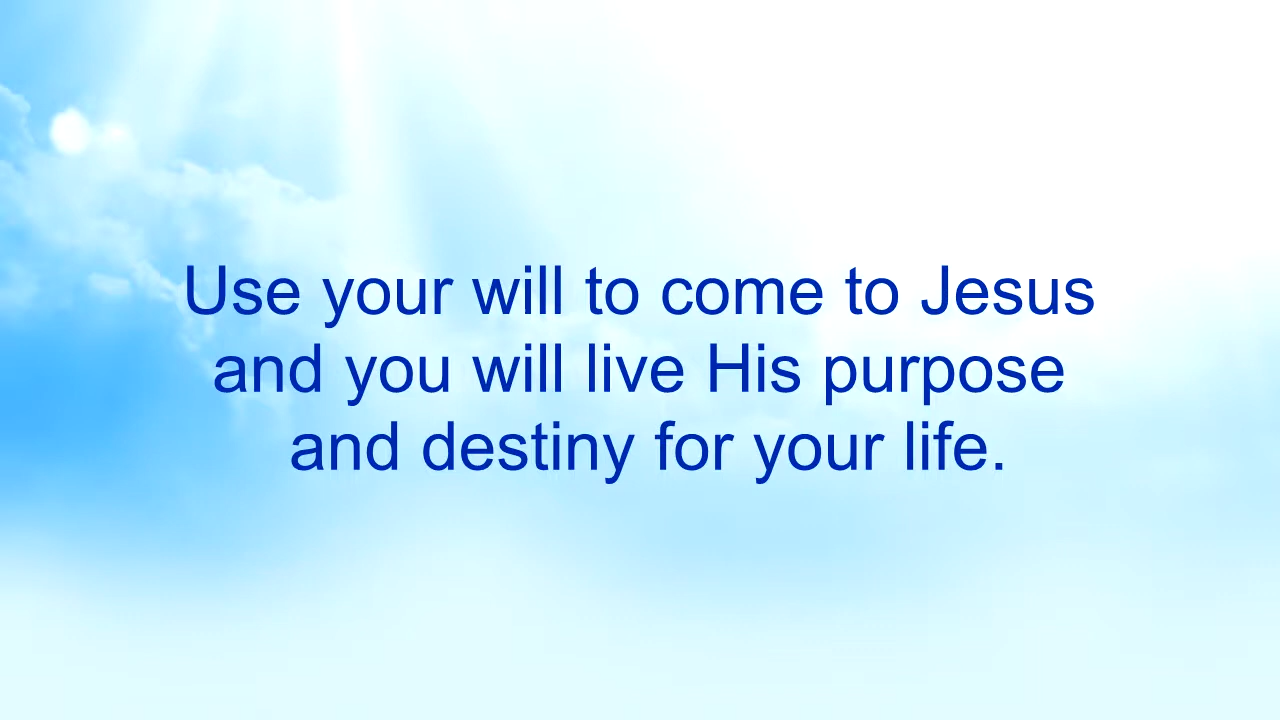 Use your will to come to Jesus
and you will live His purpose
and destiny for your life.